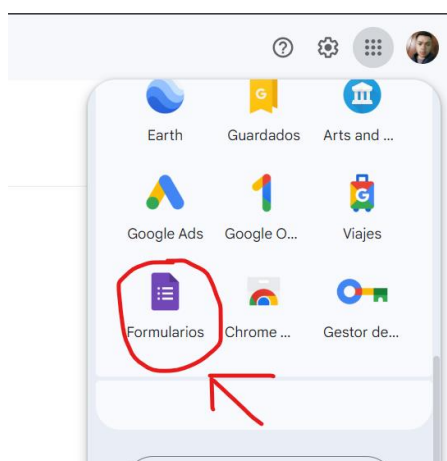 Earth Guardados Arts and ...
Google Ads Google O... Viajes
Formularios Chrome ... Gestor de...